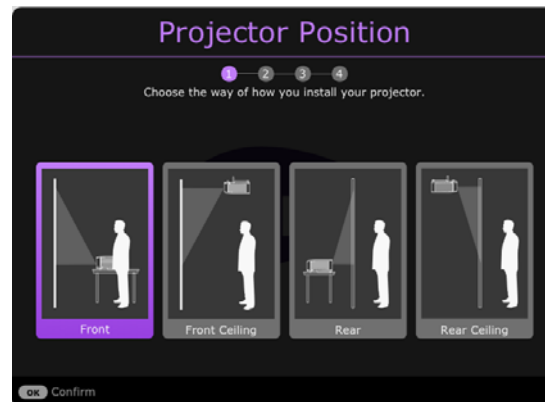 Projector Position
1 2 3 4
Choose the way of how you install your projector.
Front Front Ceiling Rear Rear Ceiling
OK Confirm